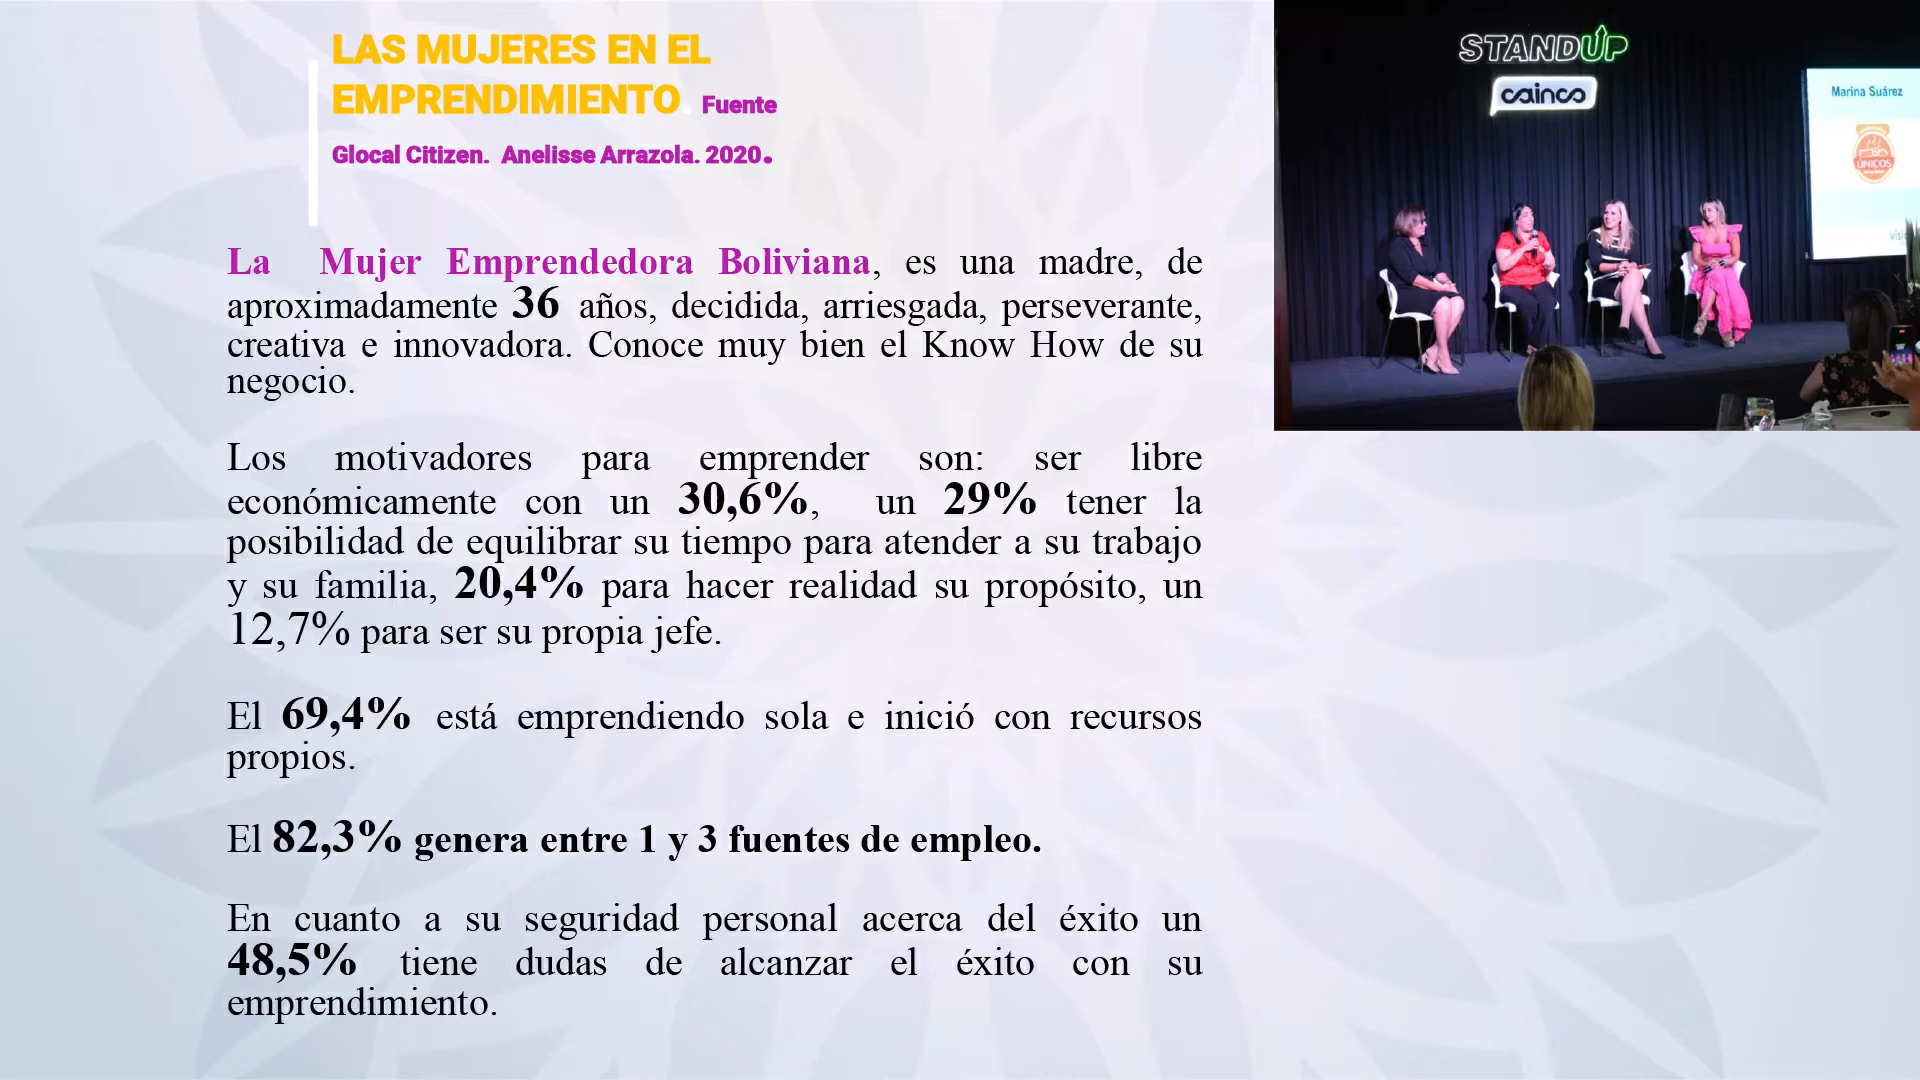 LAS MUJERES EN EL
EMPRENDIMIENTO. Fuente
Glocal Citizen. Anelisse Arrazola. 2020.
La Mujer Emprendedora Boliviana, es una madre, de
aproximadamente 36 años, decidida, arriesgada, perseverante,
creativa e innovadora. Conoce muy bien el Know How de su
negocio.
Los motivadores para emprender son: ser libre
económicamente con un 30,6%, un 29% tener la
posibilidad de equilibrar su tiempo para atender a su trabajo
y su familia, 20,4% para hacer realidad su propósito, un
12,7% para ser su propia jefe.
El 69,4% está emprendiendo sola e inició con recursos
propios.
El 82,3% genera entre 1 y 3 fuentes de empleo.
En cuanto a su seguridad personal acerca del éxito un
48,5% tiene dudas de alcanzar el éxito con su
emprendimiento.
STANDUP
cainco
Marina Suárez
UNICOS